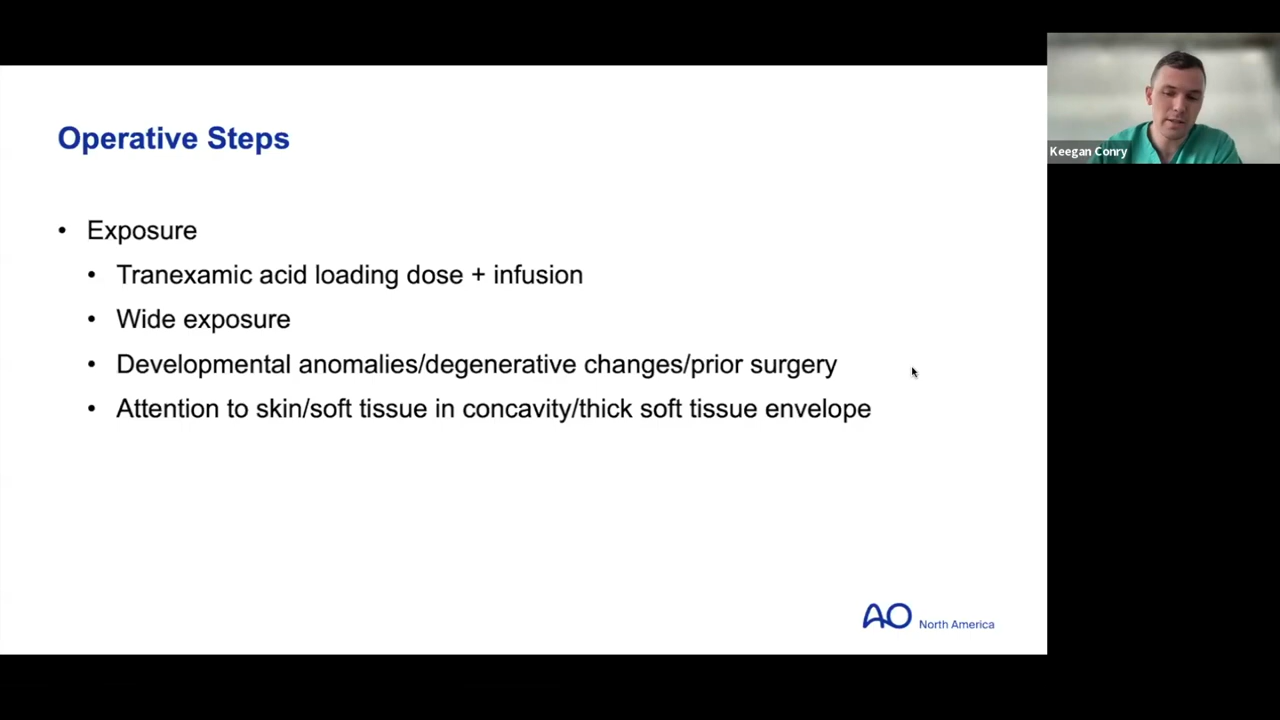 Operative Steps
• Exposure
• Tranexamic acid loading dose + infusion
• Wide exposure
• Developmental anomalies/degenerative changes/prior surgery
• Attention to skin/soft tissue in concavity/thick soft tissue envelope
AO North America
Keegan Conry